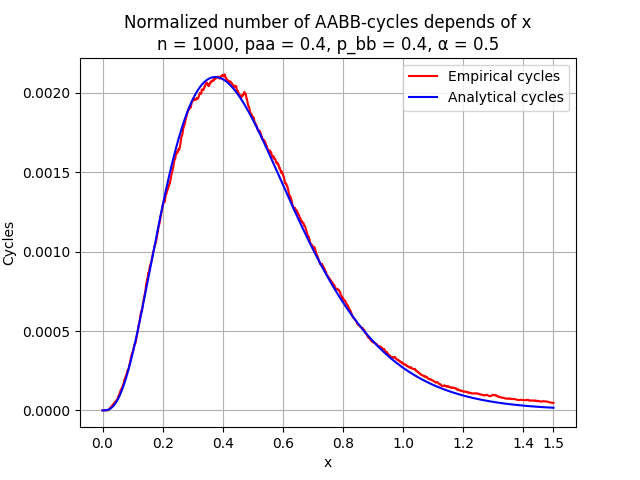 Normalized number of AABB-cycles depends of x
n = 1000, paa = 0.4, p_bb = 0.4, α = 0.5
Empirical cycles
Analytical cycles
Cycles
0.0020
0.0015
0.0010
0.0005
0.0000
0.0 0.2 0.4 0.6 0.8 1.0 1.2 1.4 1.5
x